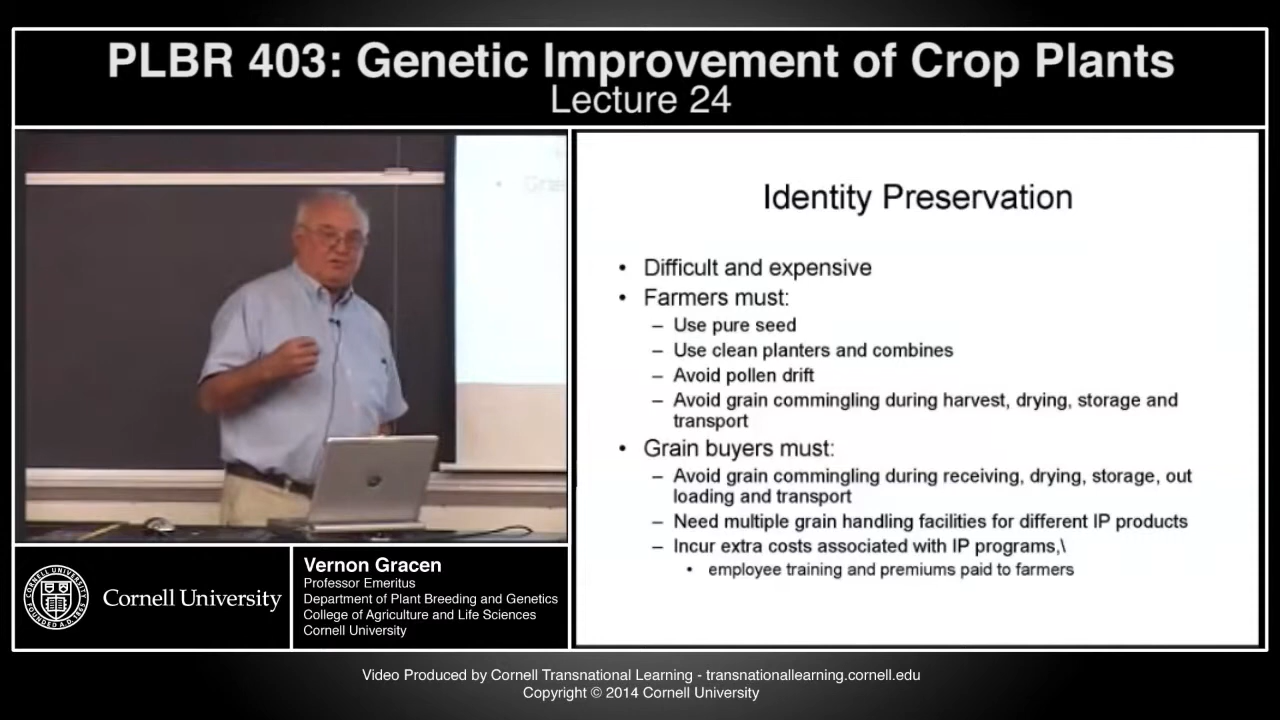 PLBR 403: Genetic Improvement of Crop Plants
Lecture 24
Identity Preservation
• Difficult and expensive
• Farmers must:
– Use pure seed
– Use clean planters and combines
– Avoid pollen drift
– Avoid grain commingling during harvest, drying, storage and
transport
• Grain buyers must:
– Avoid grain commingling during receiving, drying, storage, out
loading and transport
– Need multiple grain handling facilities for different IP products
– Incur extra costs associated with IP programs,\
• employee training and premiums paid to farmers
Cornell University
Vernon Gracen
Professor Emeritus
Department of Plant Breeding and Genetics
College of Agriculture and Life Sciences
Cornell University
Video Produced by Cornell Transnational Learning - transnationallearning.cornell.edu
Copyright © 2014 Cornell University